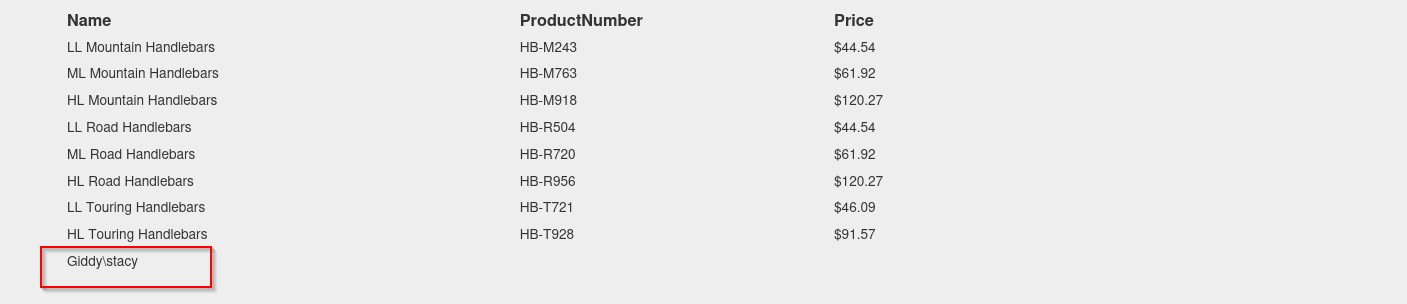 Name ProductNumber Price
LL Mountain Handlebars HB-M243 $44.54
ML Mountain Handlebars HB-M763 $61.92
HL Mountain Handlebars HB-M918 $120.27
LL Road Handlebars HB-R504 $44.54
ML Road Handlebars HB-R720 $61.92
HL Road Handlebars HB-R956 $120.27
LL Touring Handlebars HB-T721 $46.09
HL Touring Handlebars HB-T928 $91.57
Giddy\stacy